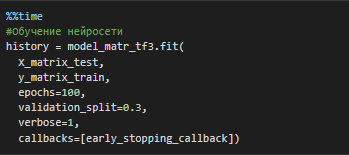 %%time
#Обучение нейросети
history = model_matr_tf3.fit(
X_matrix_test,
y_matrix_train,
epochs=100,
validation_split=0.3,
verbose=1,
callbacks=[early_stopping_callback])